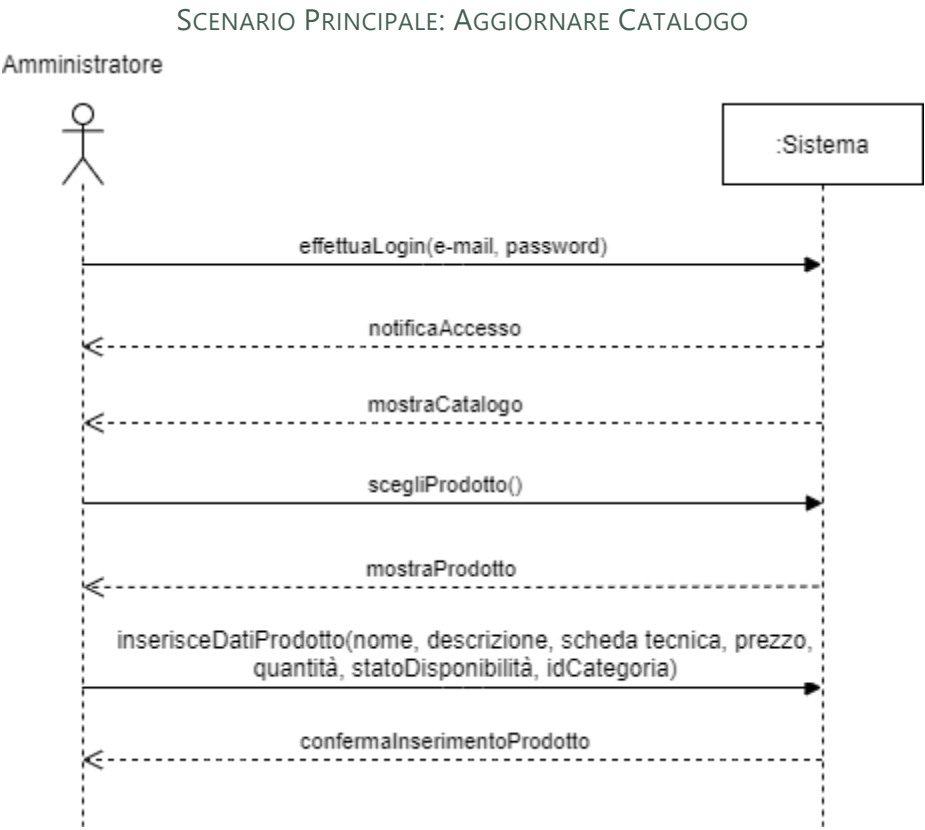 SCENARIO PRINCIPALE: AGGIORNARE CATALOGO
Amministratore
:Sistema
effettuaLogin(e-mail, password)
notificaAccesso
mostraCatalogo
scegliProdotto()
mostraProdotto
inserisceDatiProdotto(nome, descrizione, scheda tecnica, prezzo,
quantità, statoDisponibilità, idCategoria)
confermaInserimentoProdotto